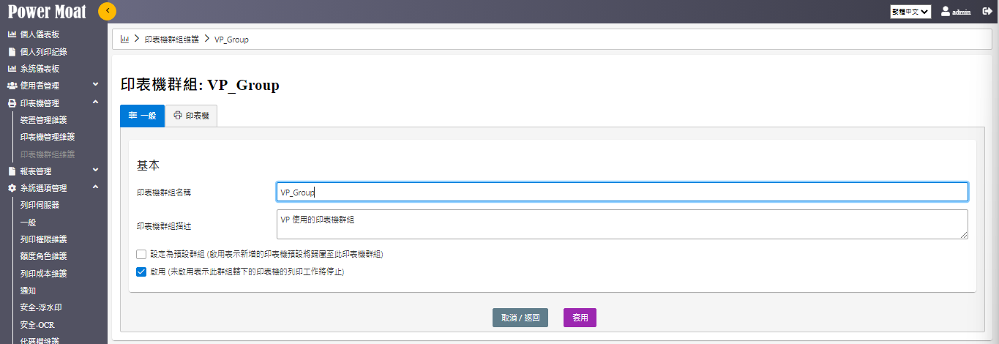 Power Moat
繁體中文
admin
個人儀表板
個人列印紀錄
系統儀表板
使用者管理
印表機管理
裝置管理維護
印表機管理維護
印表機群組維護
報表管理
系統選項管理
列印伺服器
一般
列印權限維護
額度角色維護
列印成本維護
通知
安全-浮水印
安全-OCR
代碼檔維護
印表機群組維護 > VP_Group
印表機群組: VP_Group
一般
印表機
基本
印表機群組名稱
VP_Group
印表機群組描述
VP 使用的印表機群組
設定為預設群組 (啟用表示新增的印表機預設將歸屬至此印表機群組)
啟用 (未啟用表示此群組轄下的印表機的列印工作將停止)
取消 / 返回
套用